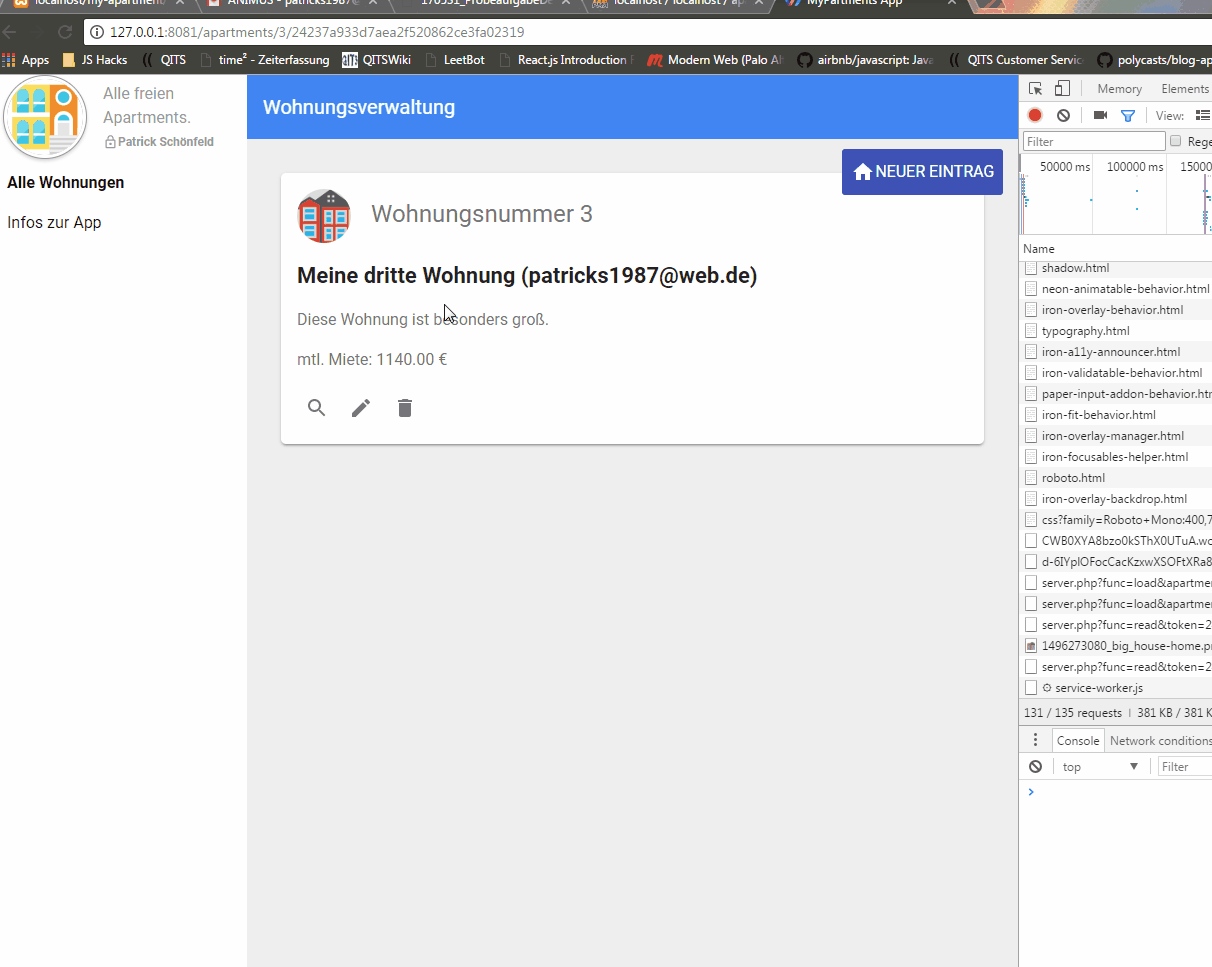 localhost/my-apartment
ANIMUS - patricks1987@
170531_ProbeaufgabeDe
localhost / localhost / ap
MyPartments App
127.0.0.1:8081/apartments/3/24237a933d7aea2f520862ce3fa02319
Apps JS Hacks QITS time² - Zeiterfassung QITSWiki LeetBot React.js Introduction F Modern Web (Palo Al airbnb/javascript: Java QITS Customer Servic polycasts/blog-ap
Alle freien
Apartments.
Patrick Schönfeld
Alle Wohnungen
Infos zur App
Wohnungsverwaltung
NEUER EINTRAG
Wohnungsnummer 3
Meine dritte Wohnung (patricks1987@web.de)
Diese Wohnung ist besonders groß.
mtl. Miete: 1140.00 €
Memory Elements
View:
Filter Rege
50000 ms 100000 ms 15000
Name
shadow.html
neon-animatable-behavior.html
iron-overlay-behavior.html
typography.html
iron-a11y-announcer.html
iron-validatable-behavior.html
paper-input-addon-behavior.htm
iron-fit-behavior.html
iron-overlay-manager.html
iron-focusables-helper.html
roboto.html
iron-overlay-backdrop.html
css?family=Roboto+Mono:400,7
CWB0XYA8bzo0kSThX0UTuA.wo
d-6IYplOFocCacKzxwXSOFtXRa8
server.php?func=load&apartmer
server.php?func=load&apartmer
server.php?func=read&token=2
1496273080_big_house-home.pr
server.php?func=read&token=2
service-worker.js
131 / 135 requests | 381 KB / 381 K
Console Network conditions
top Filter